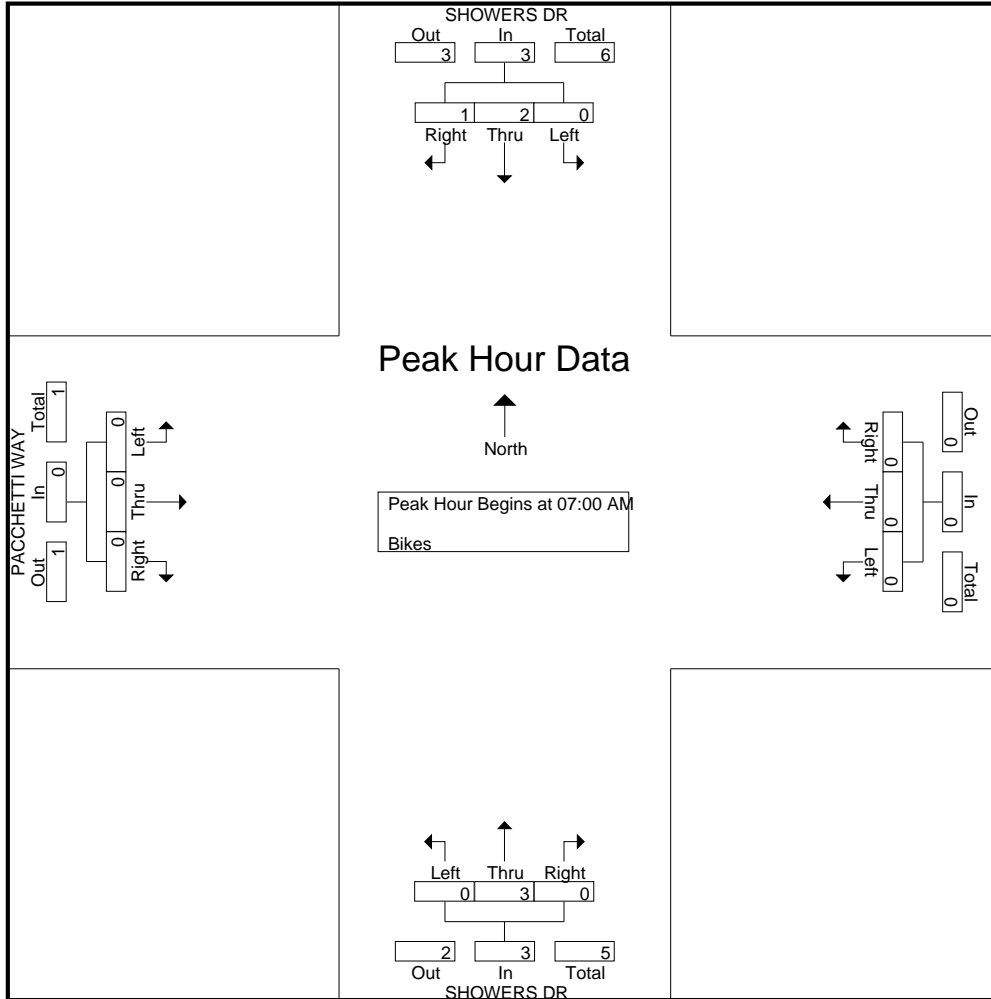 SHOWERS DR
Out In Total
3 3 6
1 2 0
Right Thru Left
Peak Hour Data
North
Peak Hour Begins at 07:00 AM
Bikes
PACCHETTI WAY
Total In Out
1 0 1
0 0 0
Left Thru Right
Right Thru Left
0 0 0
Out In Total
0 0 0
Left Thru Right
0 3 0
2 3 5
Out In Total
SHOWERS DR